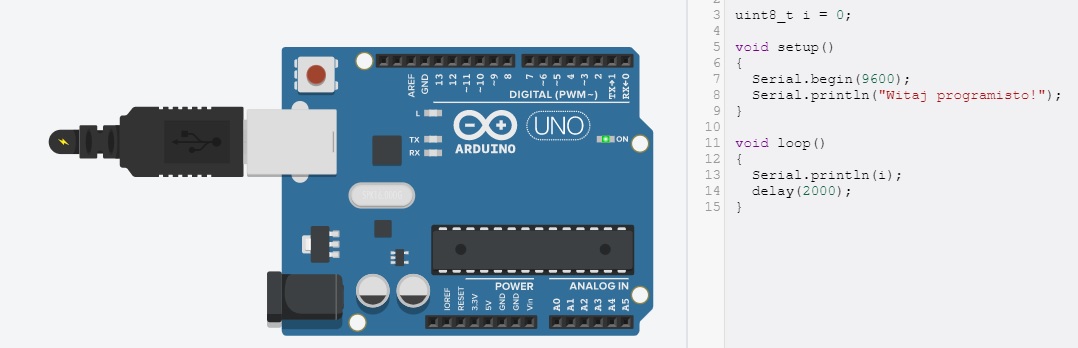 AREF
GND
13
12
~11
~10
~9
8
7
~6
~5
4
~3
2
TX→1
RX←0
DIGITAL (PWM~)
L
TX
RX
ARDUINO
UNO
ON
IOREF
RESET
3.3V
5V
GND
GND
Vin
POWER
ANALOG IN
A0
A1
A2
A3
A4
A5
3 uint8_t i = 0;
4
5 void setup()
6 {
7 Serial.begin(9600);
8 Serial.println("Witaj programisto!");
9 }
10
11 void loop()
12 {
13 Serial.println(i);
14 delay(2000);
15 }